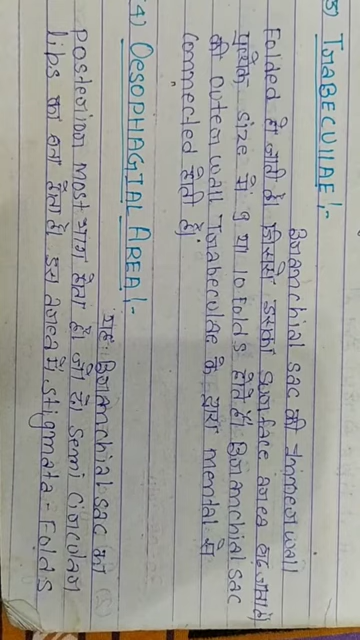 3) TRABECULAE :-
Branchial sac की Inner wall
Folded हो जाती है जिससे इसका Surface area बढ़ जाता है।
प्रत्येक size में 9 या 10 folds होते हैं। Branchial sac
की outer wall Trabeculae के द्वारा mental से
connected होती है।
(4) OESOPHAGIAL AREA :-
यह Branchial sac का
posterior most भाग होता है। जो दो semi circular
lips का बना होता है। इस area में stigmata - Folds